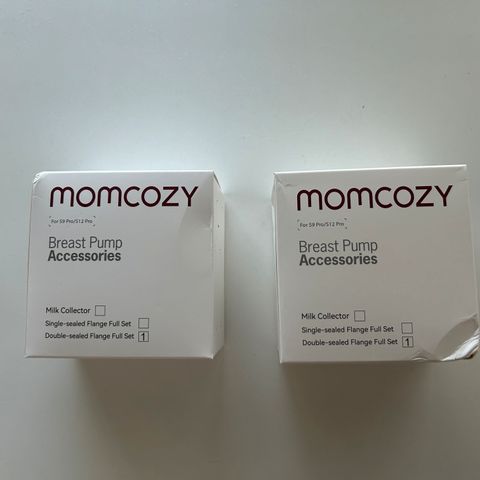 momcozy
For S9 Pro/S12 Pro
Breast Pump
Accessories
Milk Collector
Single-sealed Flange Full Set
Double-sealed Flange Full Set 1
momcozy
For S9 Pro/S12 Pro
Breast Pump
Accessories
Milk Collector
Single-sealed Flange Full Set
Double-sealed Flange Full Set 1